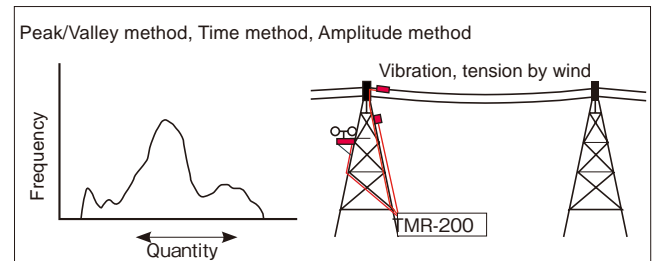 Peak/Valley method, Time method, Amplitude method
Vibration, tension by wind
Frequency
TMR-200
Quantity